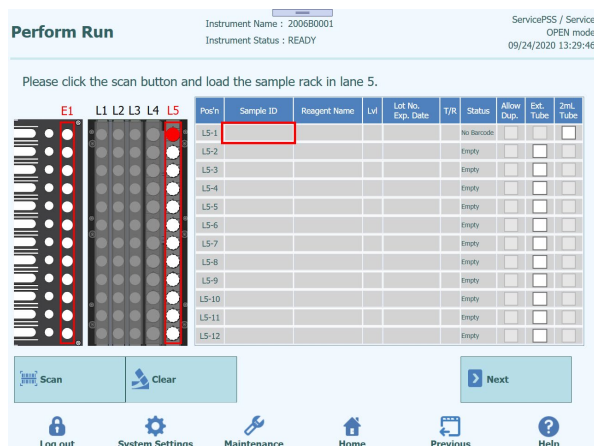 Perform Run
Instrument Name : 2006B0001
Instrument Status : READY
ServicePSS / Service
OPEN mode
09/24/2020 13:29:46
Please click the scan button and load the sample rack in lane 5.
E1 L1 L2 L3 L4 L5
Pos'n Sample ID Reagent Name Lvl Lot No. Exp. Date T/R Status Allow Dup. Ext. Tube 2mL Tube
L5-1 No Barcode
L5-2 Empty
L5-3 Empty
L5-4 Empty
L5-5 Empty
L5-6 Empty
L5-7 Empty
L5-8 Empty
L5-9 Empty
L5-10 Empty
L5-11 Empty
L5-12 Empty
Scan Clear Next
Log out System Settings Maintenance Home Previous Help